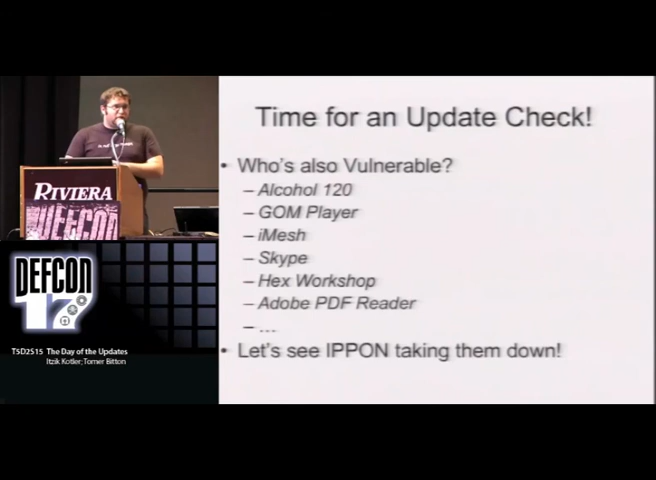 Time for an Update Check!
• Who's also Vulnerable?
– Alcohol 120
– GOM Player
– iMesh
– Skype
– Hex Workshop
– Adobe PDF Reader
– ...
• Let's see IPPON taking them down!
RIVIERA
DEFCON
DEFCON
17
T5D2S15 The Day of the Updates
Itzik Kotler; Tomer Bitton